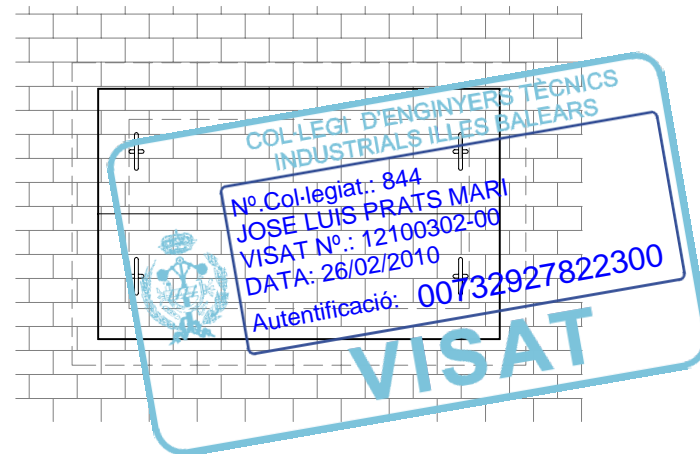 COL·LEGI D'ENGINYERS TÈCNICS
INDUSTRIALS ILLES BALEARS
Nº.Col·legiat.: 844
JOSE LUIS PRATS MARI
VISAT Nº.: 12100302-00
DATA: 26/02/2010
Autentificació: 00732927822300
VISAT